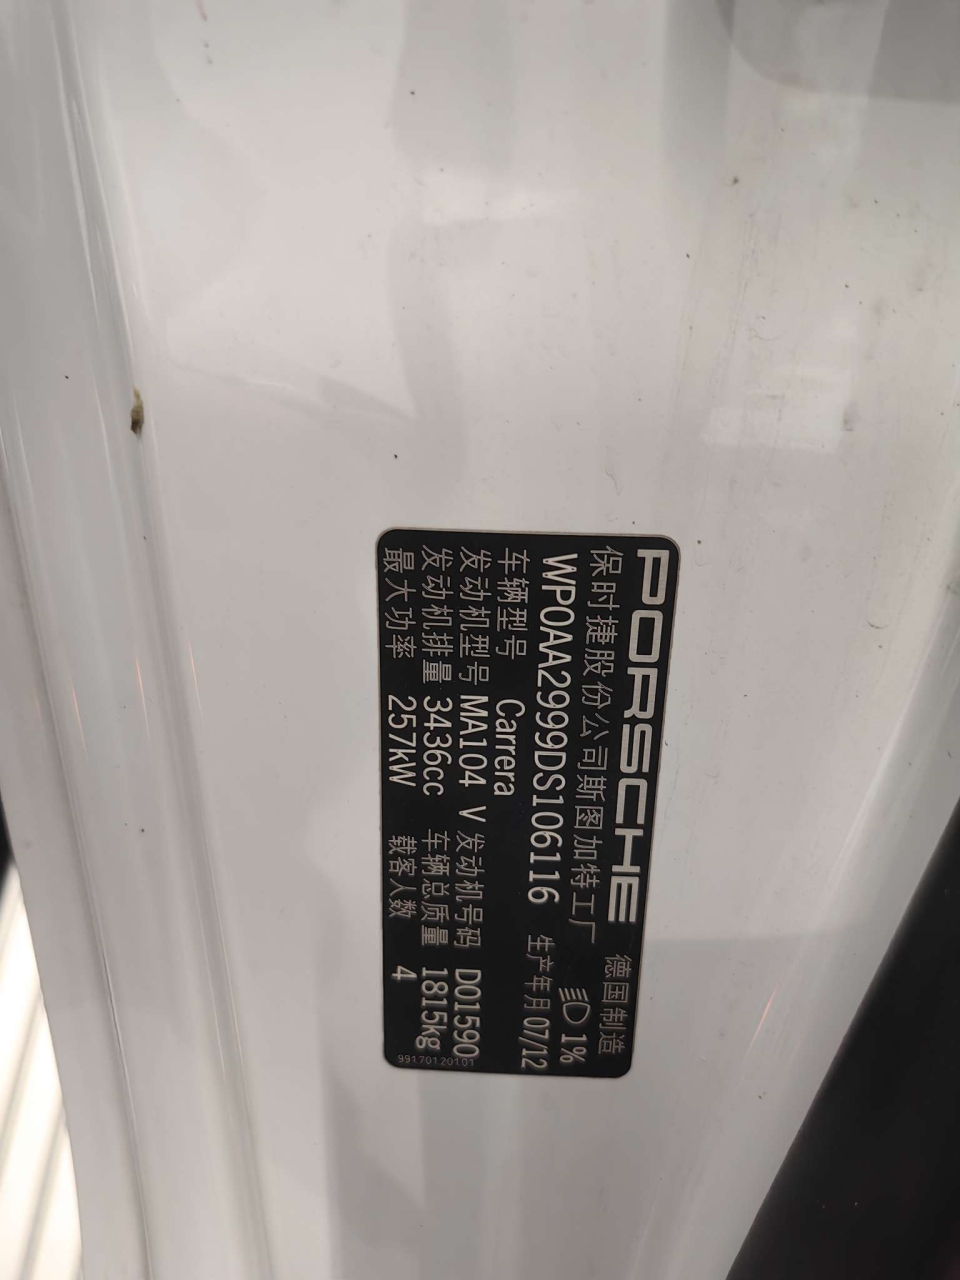 PORSCHE 德国制造
保时捷股份公司斯图加特工厂 1%
WP0AA2999DS106116 生产年月 07/12
车辆型号 Carrera
发动机型号 MA104 V 发动机号码 D01590
发动机排量 3436cc 车辆总质量 1815kg
最大功率 257kW 载客人数 4
99170120101